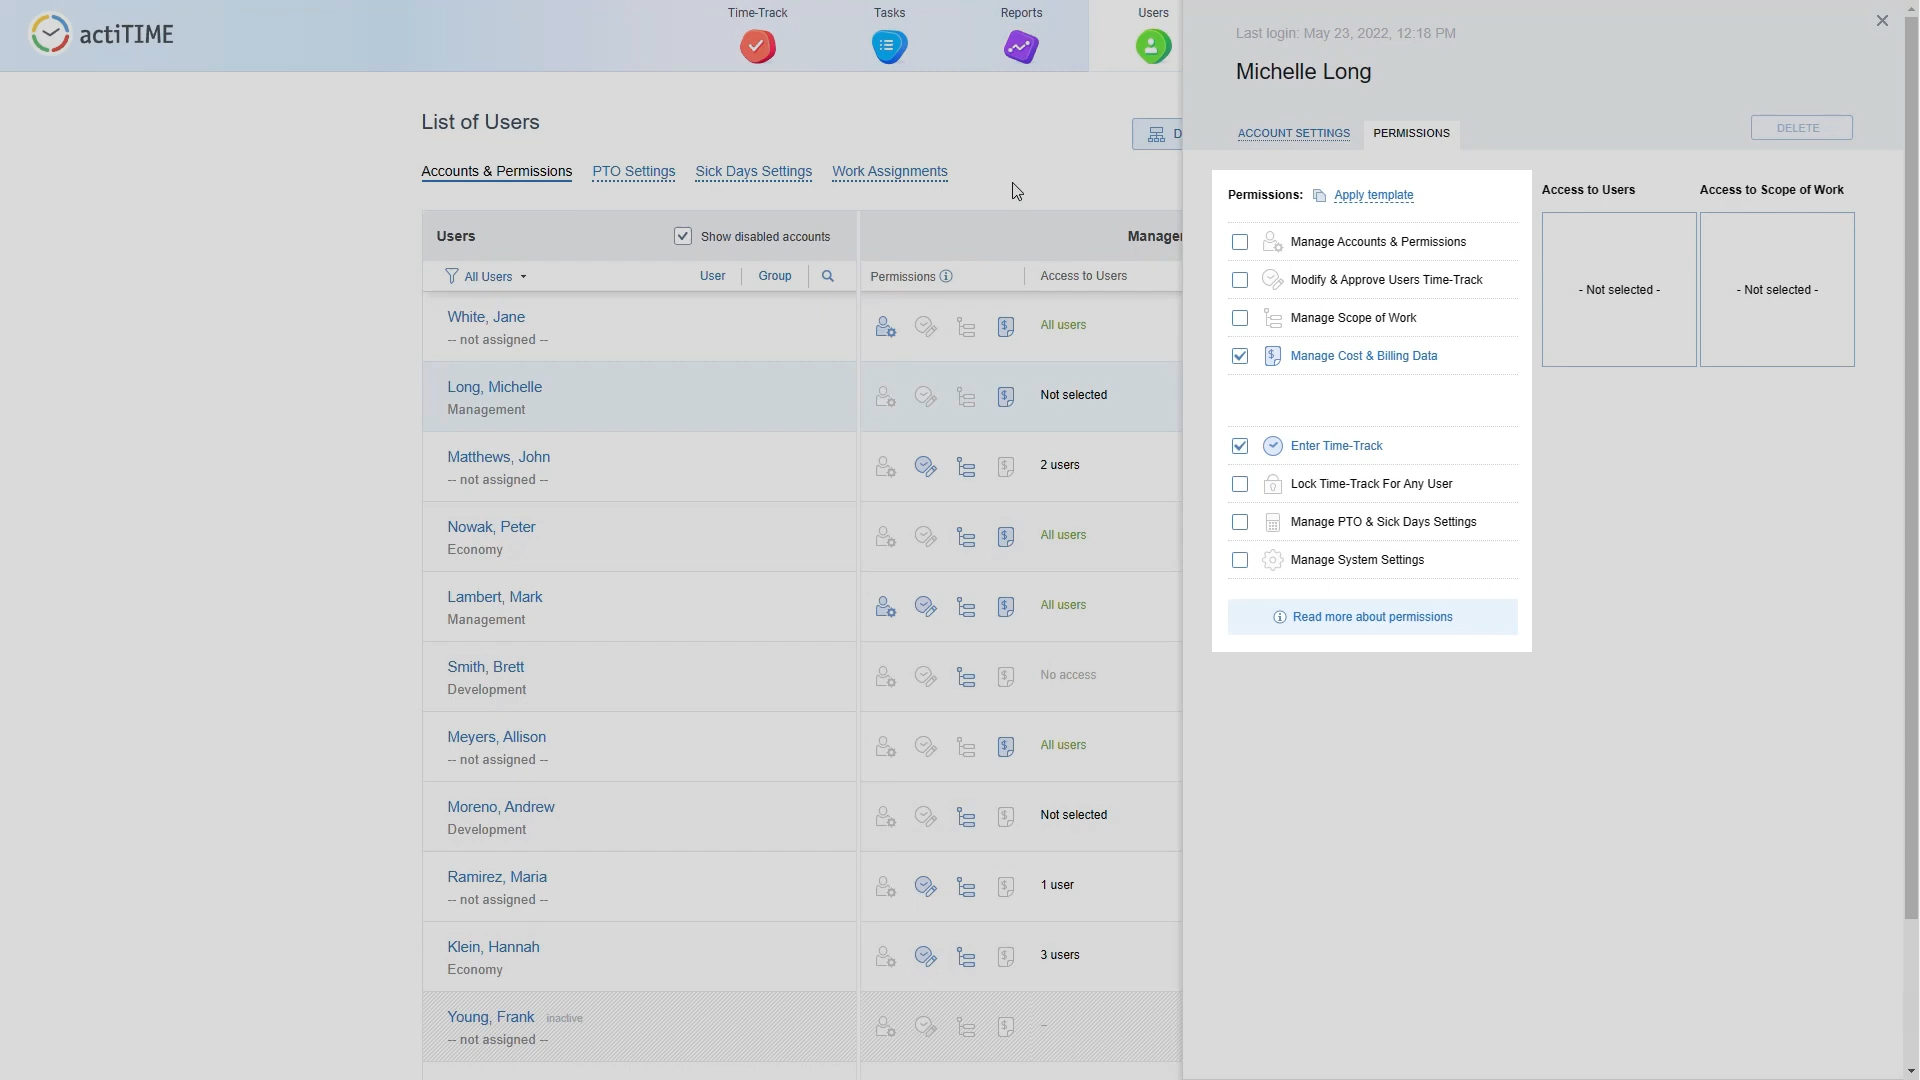 actiTIME
Time-Track
Tasks
Reports
Users
List of Users
D
Accounts & Permissions
PTO Settings
Sick Days Settings
Work Assignments
Users
Show disabled accounts
Manage
All Users
User
Group
Permissions
Access to Users
White, Jane
-- not assigned --
All users
Long, Michelle
Management
Not selected
Matthews, John
-- not assigned --
2 users
Nowak, Peter
Economy
All users
Lambert, Mark
Management
All users
Smith, Brett
Development
No access
Meyers, Allison
-- not assigned --
All users
Moreno, Andrew
Development
Not selected
Ramirez, Maria
-- not assigned --
1 user
Klein, Hannah
Economy
3 users
Young, Frank inactive
-- not assigned --
--
Last login: May 23, 2022, 12:18 PM
Michelle Long
ACCOUNT SETTINGS
PERMISSIONS
DELETE
Permissions:
Apply template
Manage Accounts & Permissions
Modify & Approve Users Time-Track
Manage Scope of Work
Manage Cost & Billing Data
Enter Time-Track
Lock Time-Track For Any User
Manage PTO & Sick Days Settings
Manage System Settings
Read more about permissions
Access to Users
- Not selected -
Access to Scope of Work
- Not selected -